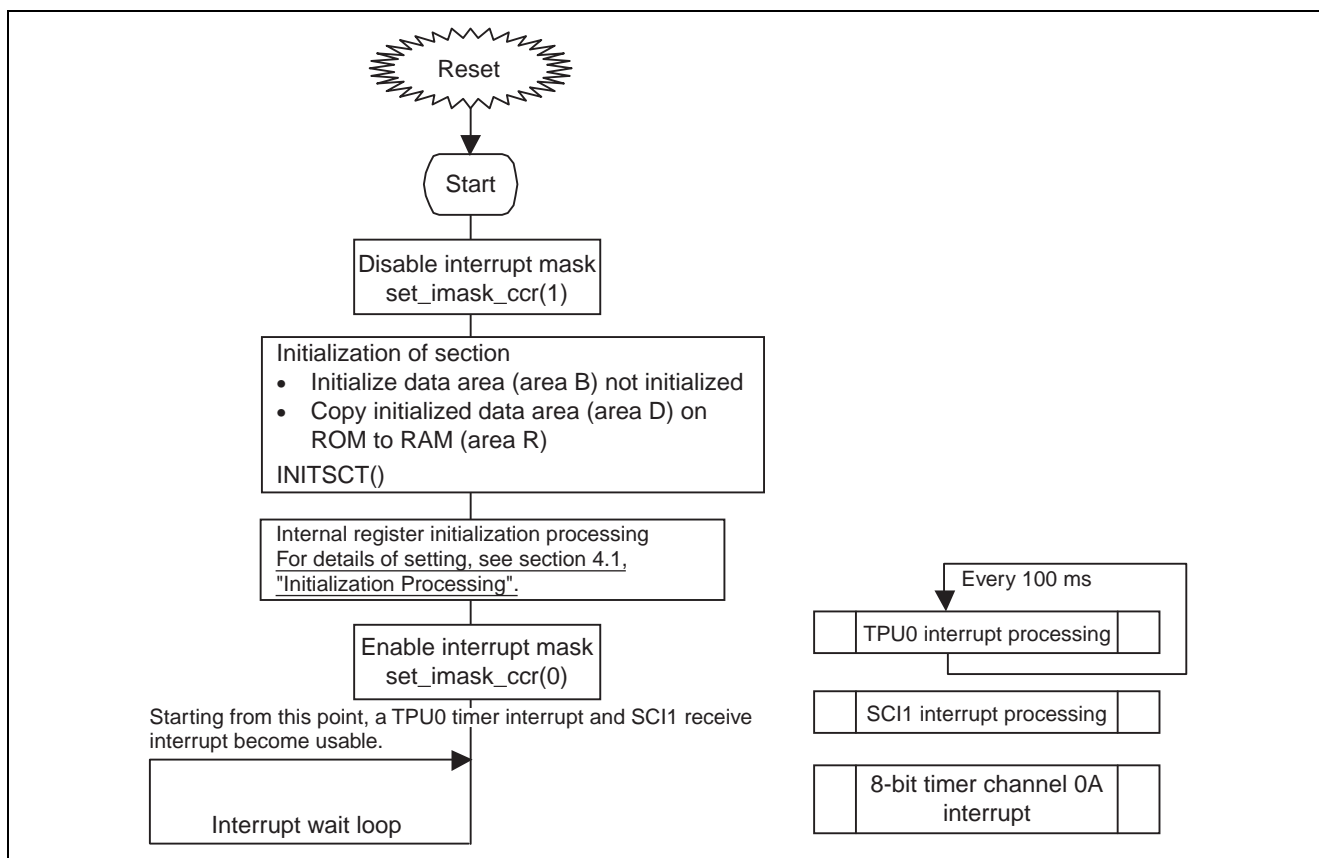 Reset
Start
Disable interrupt mask
set_imask_ccr(1)
Initialization of section
• Initialize data area (area B) not initialized
• Copy initialized data area (area D) on
ROM to RAM (area R)
INITSCT()
Internal register initialization processing
For details of setting, see section 4.1,
"Initialization Processing".
Enable interrupt mask
set_imask_ccr(0)
Starting from this point, a TPU0 timer interrupt and SCI1 receive
interrupt become usable.
Interrupt wait loop
Every 100 ms
TPU0 interrupt processing
SCI1 interrupt processing
8-bit timer channel 0A
interrupt